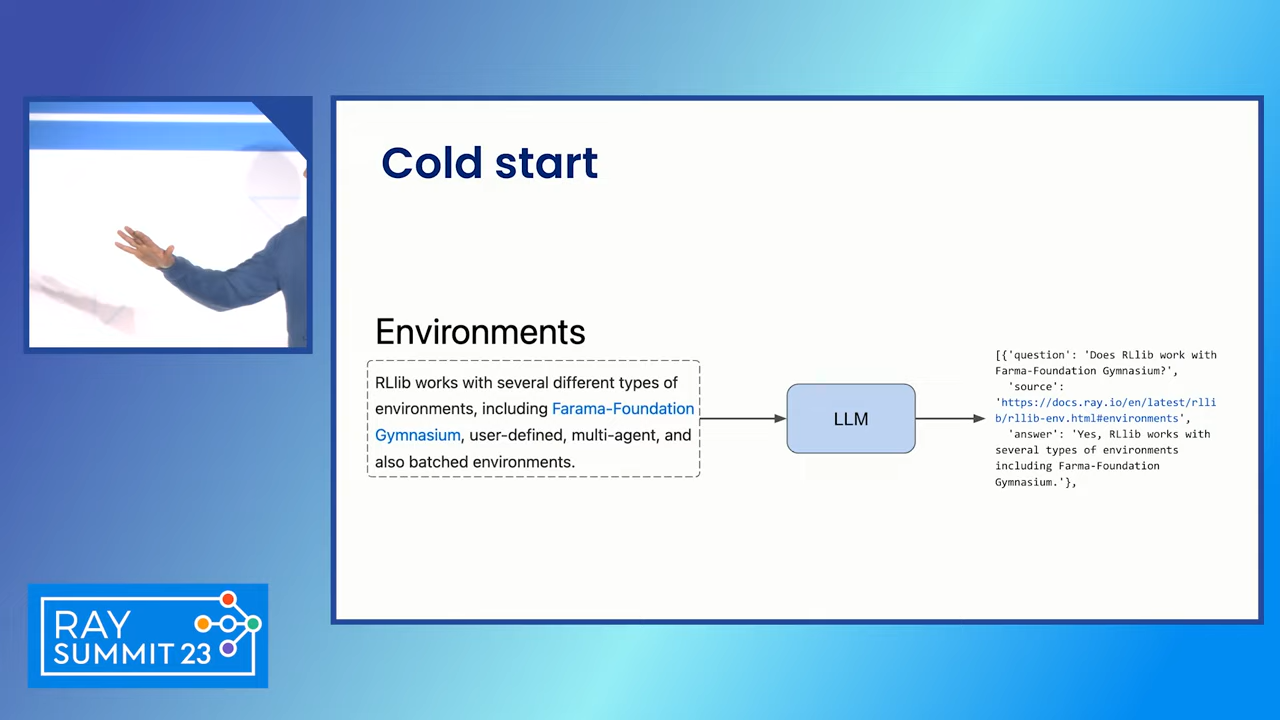 Cold start
Environments
RLlib works with several different types of
environments, including Farama-Foundation
Gymnasium, user-defined, multi-agent, and
also batched environments.
LLM
[{'question': 'Does RLlib work with
Farma-Foundation Gymnasium?',
'source':
'https://docs.ray.io/en/latest/rlli
b/rllib-env.html#environments',
'answer': 'Yes, RLlib works with
several types of environments
including Farma-Foundation
Gymnasium.'},
RAY
SUMMIT 23